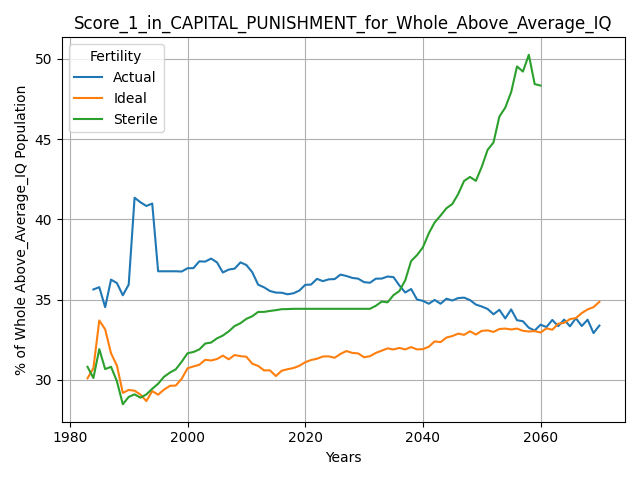 Score_1_in_CAPITAL_PUNISHMENT_for_Whole_Above_Average_IQ
% of Whole Above_Average_IQ Population
Fertility
Actual
Ideal
Sterile
50
45
40
35
30
1980
2000
2020
2040
2060
Years